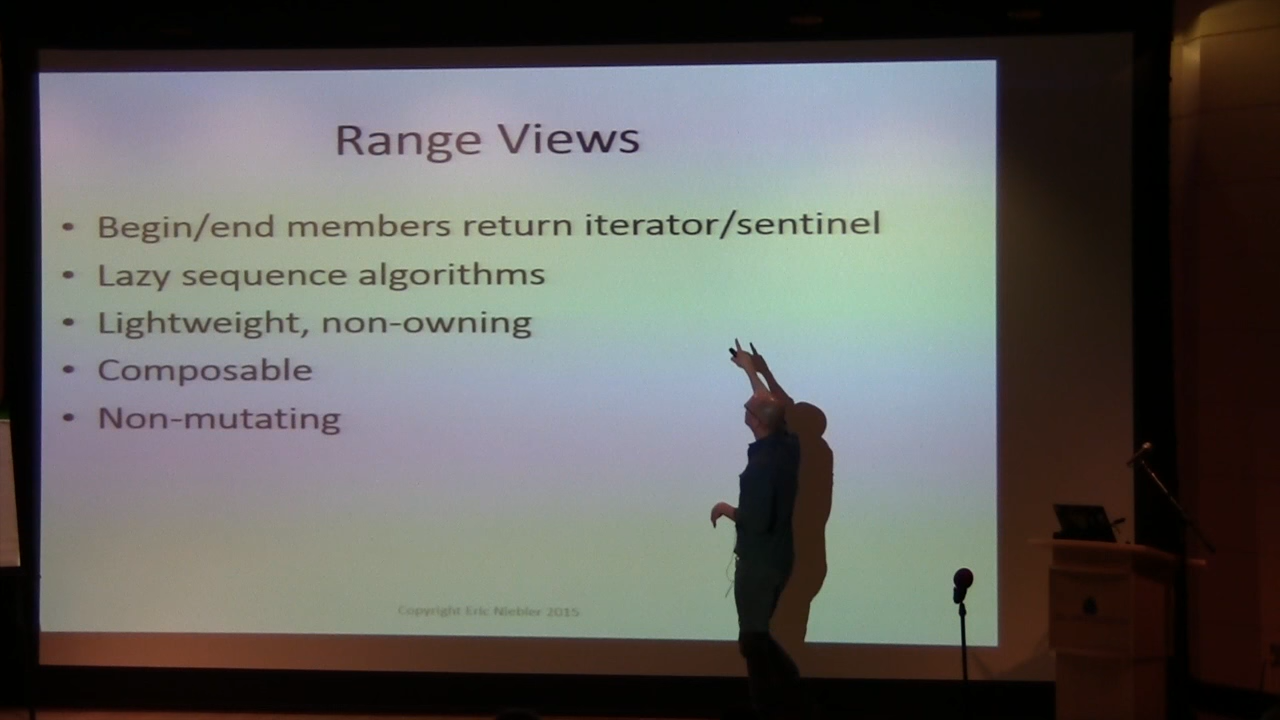 Range Views
• Begin/end members return iterator/sentinel
• Lazy sequence algorithms
• Lightweight, non-owning
• Composable
• Non-mutating
Copyright Eric Niebler 2015